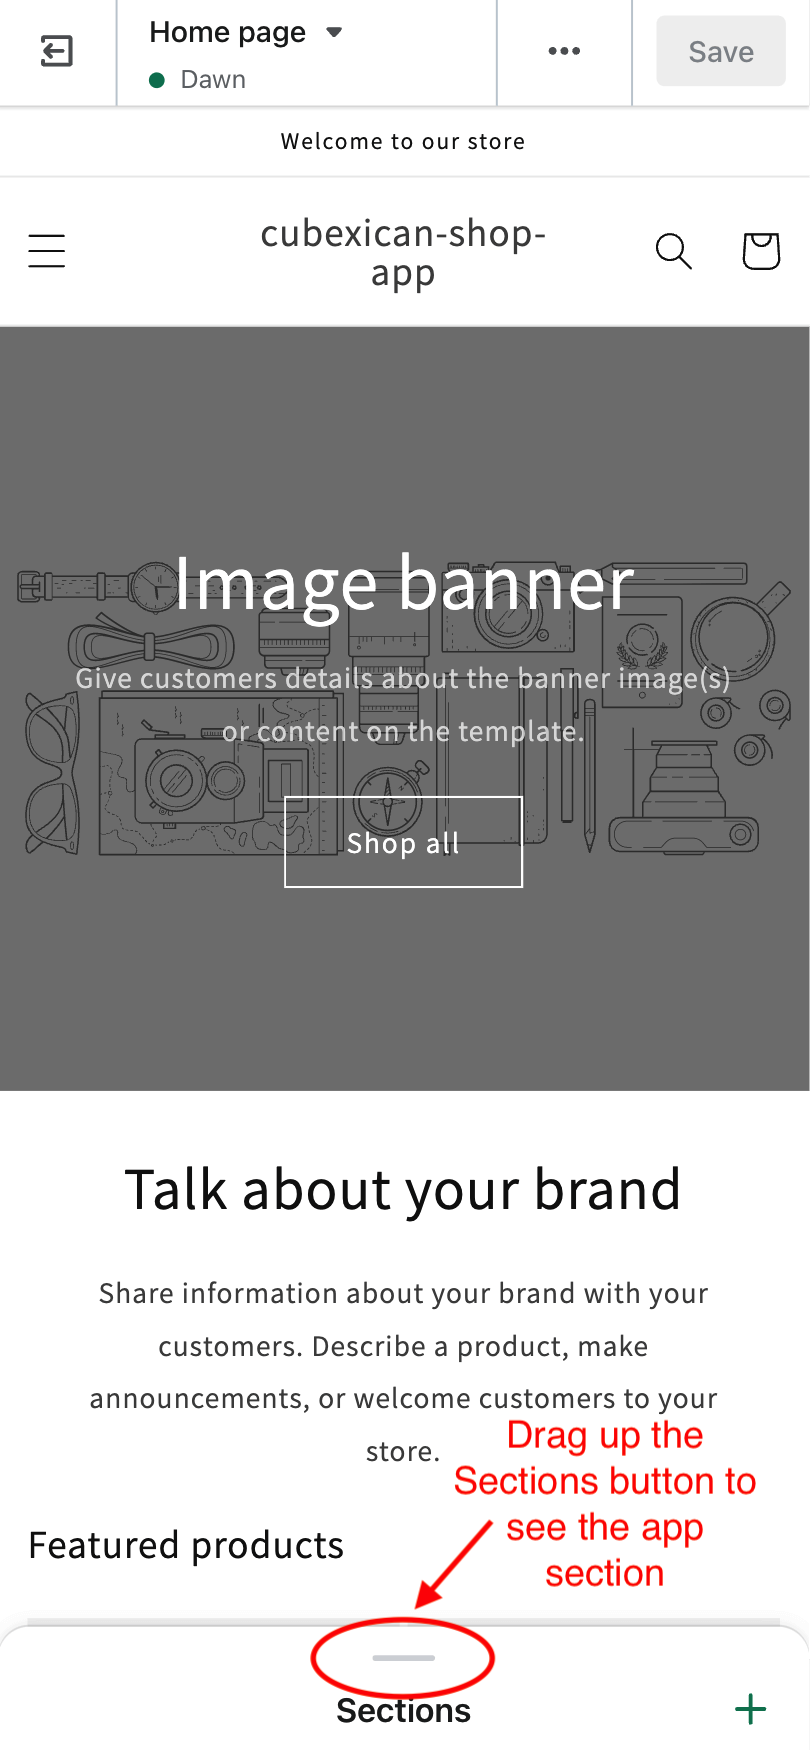 Home page
Dawn
Save
Welcome to our store
cubexican-shop-
app
Image banner
Give customers details about the banner image(s)
or content on the template.
Shop all
Talk about your brand
Share information about your brand with your
customers. Describe a product, make
announcements, or welcome customers to your
store.
Drag up the
Sections button to
see the app
section
Featured products
Sections